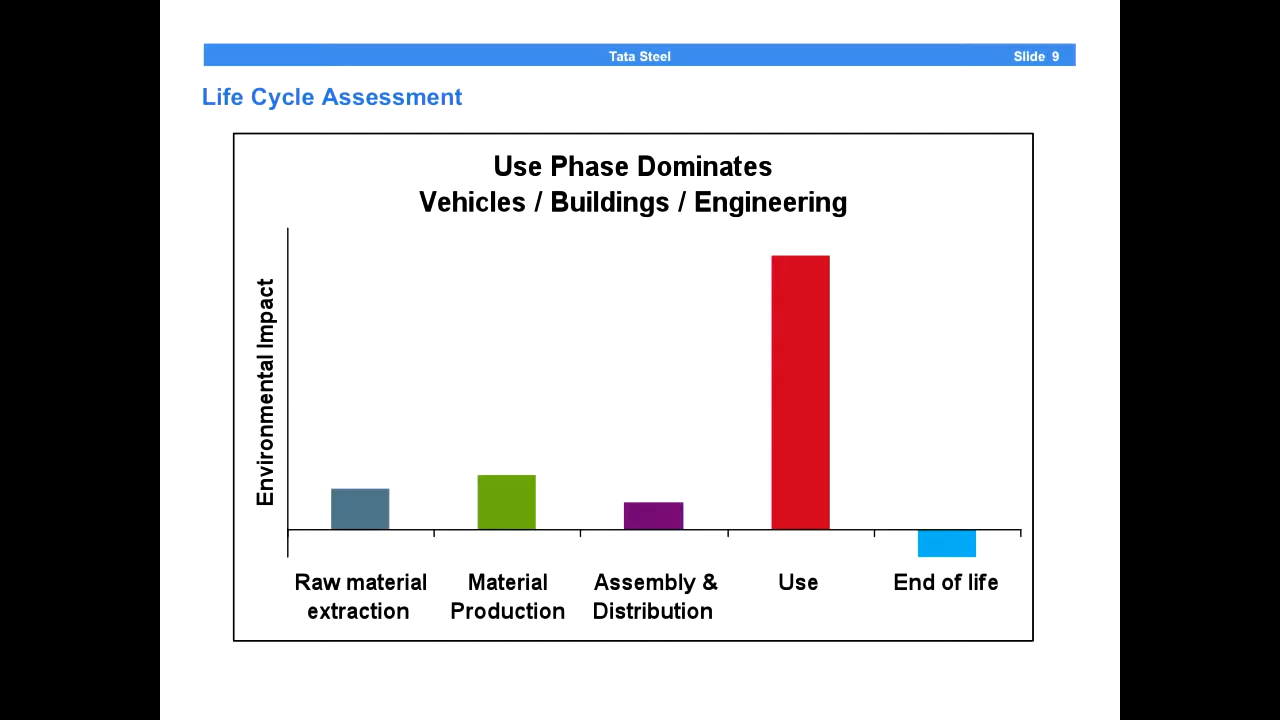 Tata Steel
Slide 9
Life Cycle Assessment
Use Phase Dominates
Vehicles / Buildings / Engineering
Environmental Impact
Raw material
extraction
Material
Production
Assembly &
Distribution
Use
End of life